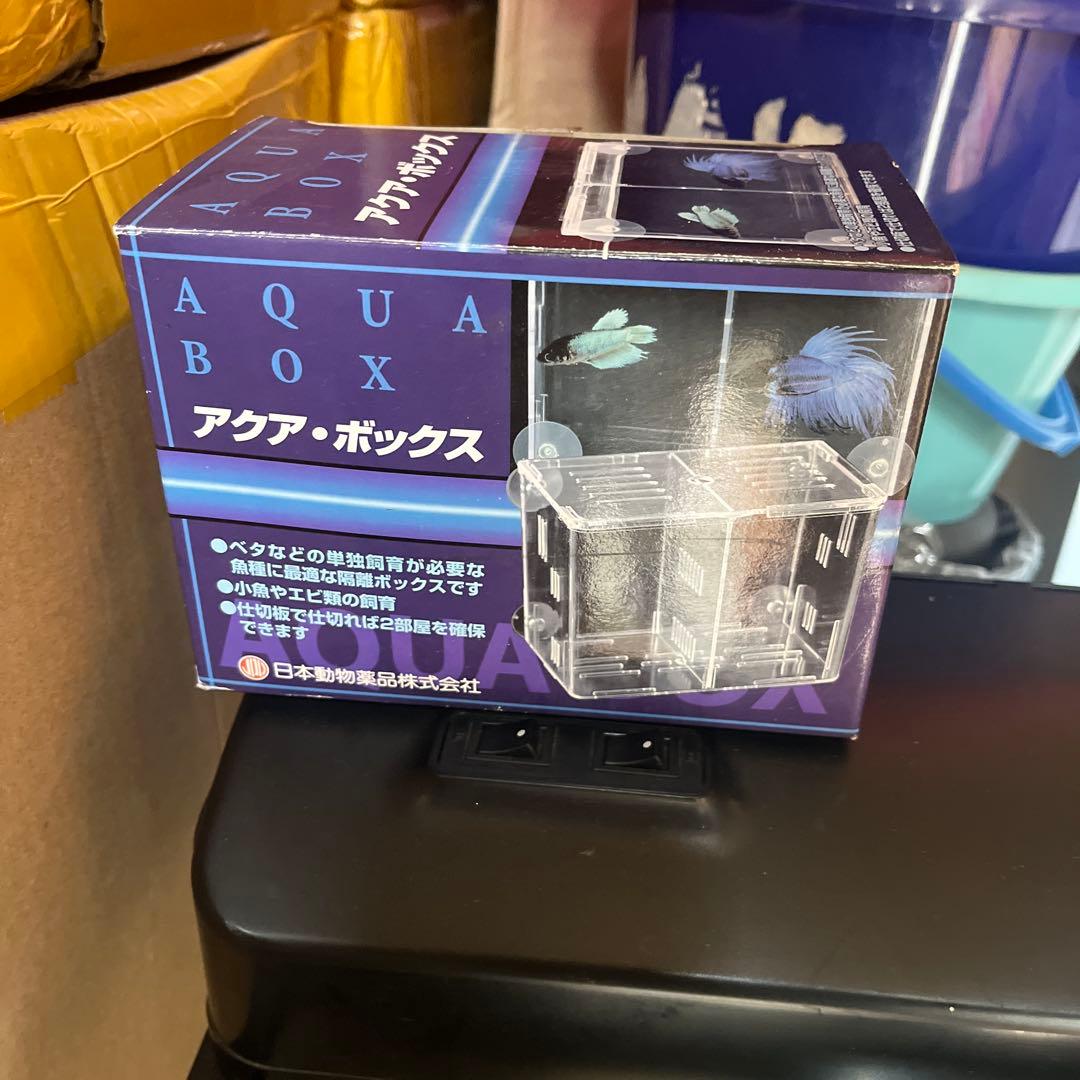 AQUA
BOX
アクア・ボックス
AQUA
BOX
アクア・ボックス
●ベタなどの単独飼育が必要な
魚種に最適な隔離ボックスです
●小魚やエビ類の飼育
●仕切板で仕切れば2部屋を確保
できます
日本動物薬品株式会社